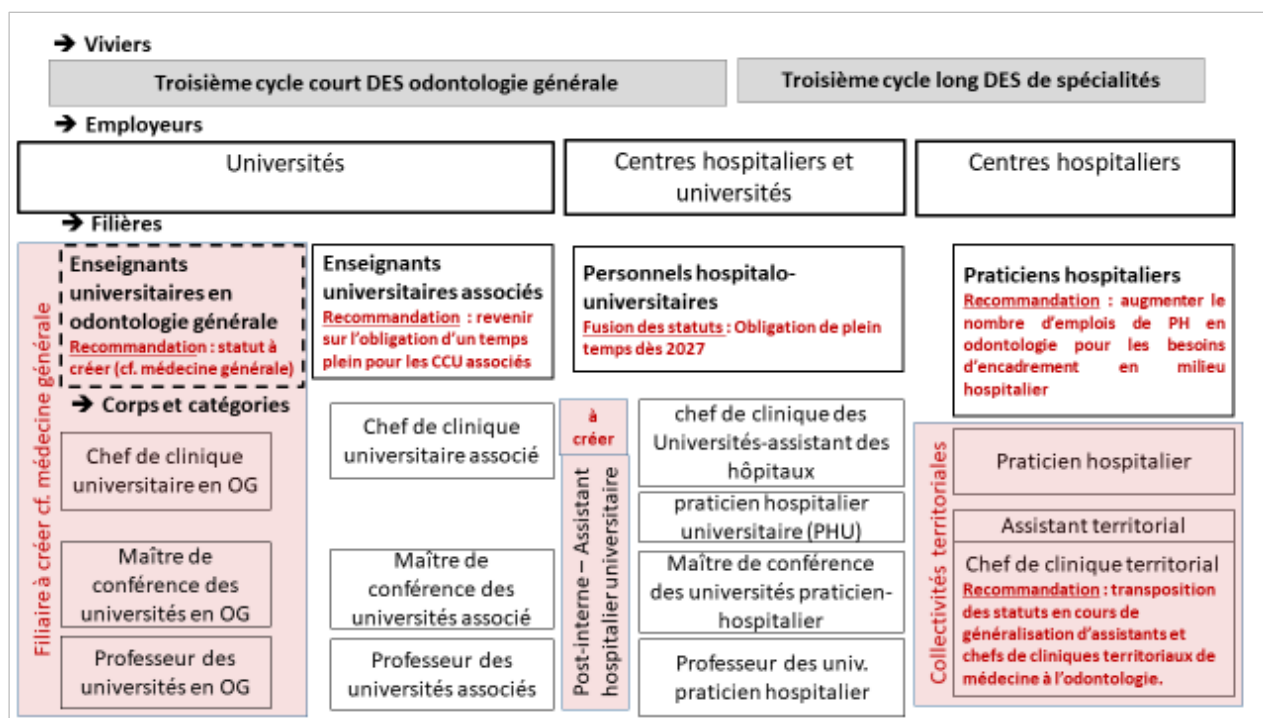 ➔ Viviers
Troisième cycle court DES odontologie générale
Troisième cycle long DES de spécialités
➔ Employeurs
Universités
Centres hospitaliers et
universités
Centres hospitaliers
➔ Filières
Filiaire à créer cf. médecine générale
Enseignants
universitaires en
odontologie générale
Recommandation : statut à
créer (cf. médecine générale)
Enseignants
universitaires associés
Recommandation : revenir
sur l'obligation d'un temps
plein pour les CCU associés
Personnels hospitalo-
universitaires
Fusion des statuts : Obligation de plein
temps dès 2027
Praticiens hospitaliers
Recommandation : augmenter le
nombre d'emplois de PH en
odontologie pour les besoins
d'encadrement en milieu
hospitalier
➔ Corps et catégories
Chef de clinique
universitaire en OG
Maître de
conférence des
universités en OG
Professeur des
universités en OG
Chef de clinique
universitaire associé
Maître de
conférence des
universités associé
Professeur des
universités associés
à
créer
Post-interne – Assistant
hospitalier universitaire
chef de clinique des
Universités-assistant des
hôpitaux
praticien hospitalier
universitaire (PHU)
Maître de conférence
des universités praticien-
hospitalier
Professeur des univ.
praticien hospitalier
Collectivités territoriales
Praticien hospitalier
Assistant territorial
Chef de clinique territorial
Recommandation : transposition
des statuts en cours de
généralisation d'assistants et
chefs de cliniques territoriaux de
médecine à l'odontologie.